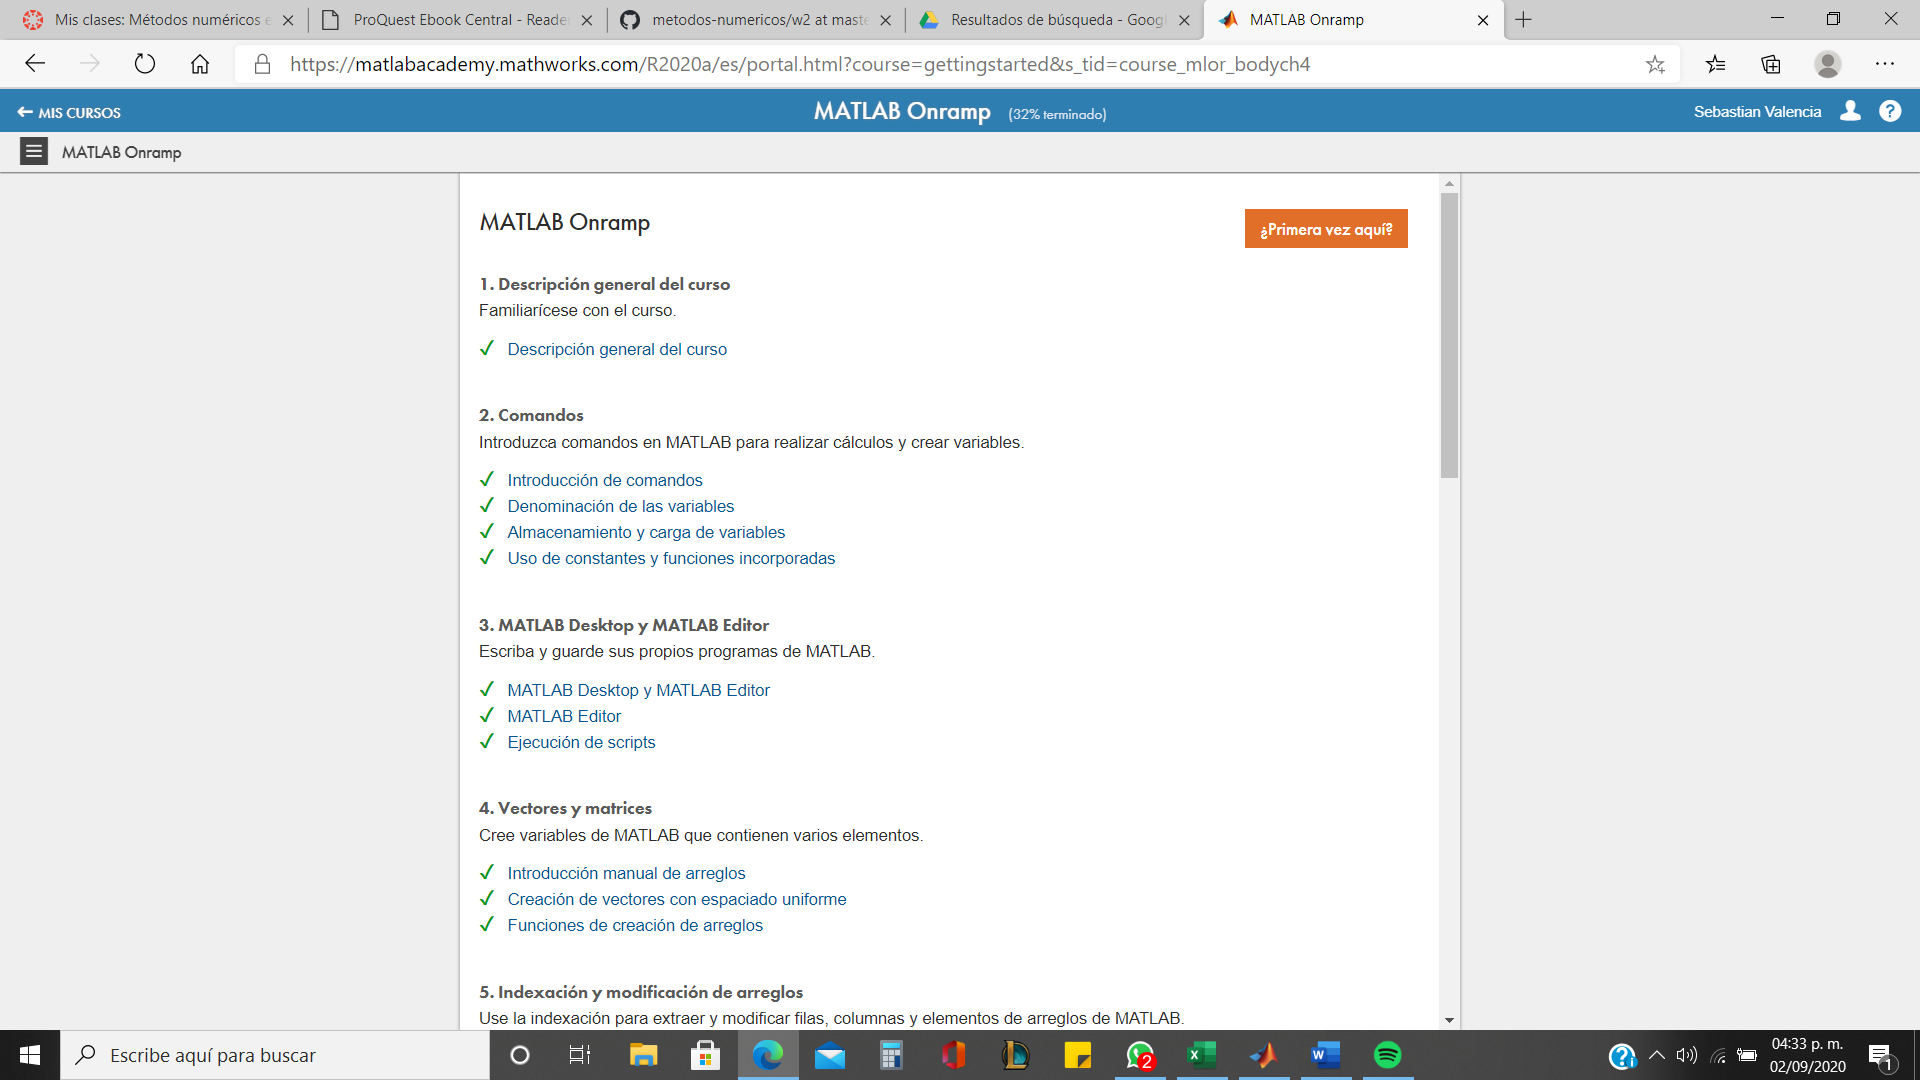 Mis clases: Métodos numéricos e
ProQuest Ebook Central - Reade
metodos-numericos/w2 at maste
Resultados de búsqueda - Googl
MATLAB Onramp
https://matlabacademy.mathworks.com/R2020a/es/portal.html?course=gettingstarted&s_tid=course_mlor_bodych4
MIS CURSOS
MATLAB Onramp (32% terminado)
Sebastian Valencia
MATLAB Onramp
MATLAB Onramp
¿Primera vez aquí?
1. Descripción general del curso
Familiarícese con el curso.
Descripción general del curso
2. Comandos
Introduzca comandos en MATLAB para realizar cálculos y crear variables.
Introducción de comandos
Denominación de las variables
Almacenamiento y carga de variables
Uso de constantes y funciones incorporadas
3. MATLAB Desktop y MATLAB Editor
Escriba y guarde sus propios programas de MATLAB.
MATLAB Desktop y MATLAB Editor
MATLAB Editor
Ejecución de scripts
4. Vectores y matrices
Cree variables de MATLAB que contienen varios elementos.
Introducción manual de arreglos
Creación de vectores con espaciado uniforme
Funciones de creación de arreglos
5. Indexación y modificación de arreglos
Use la indexación para extraer y modificar filas, columnas y elementos de arreglos de MATLAB.
Escribe aquí para buscar
2
04:33 p. m.
02/09/2020
1